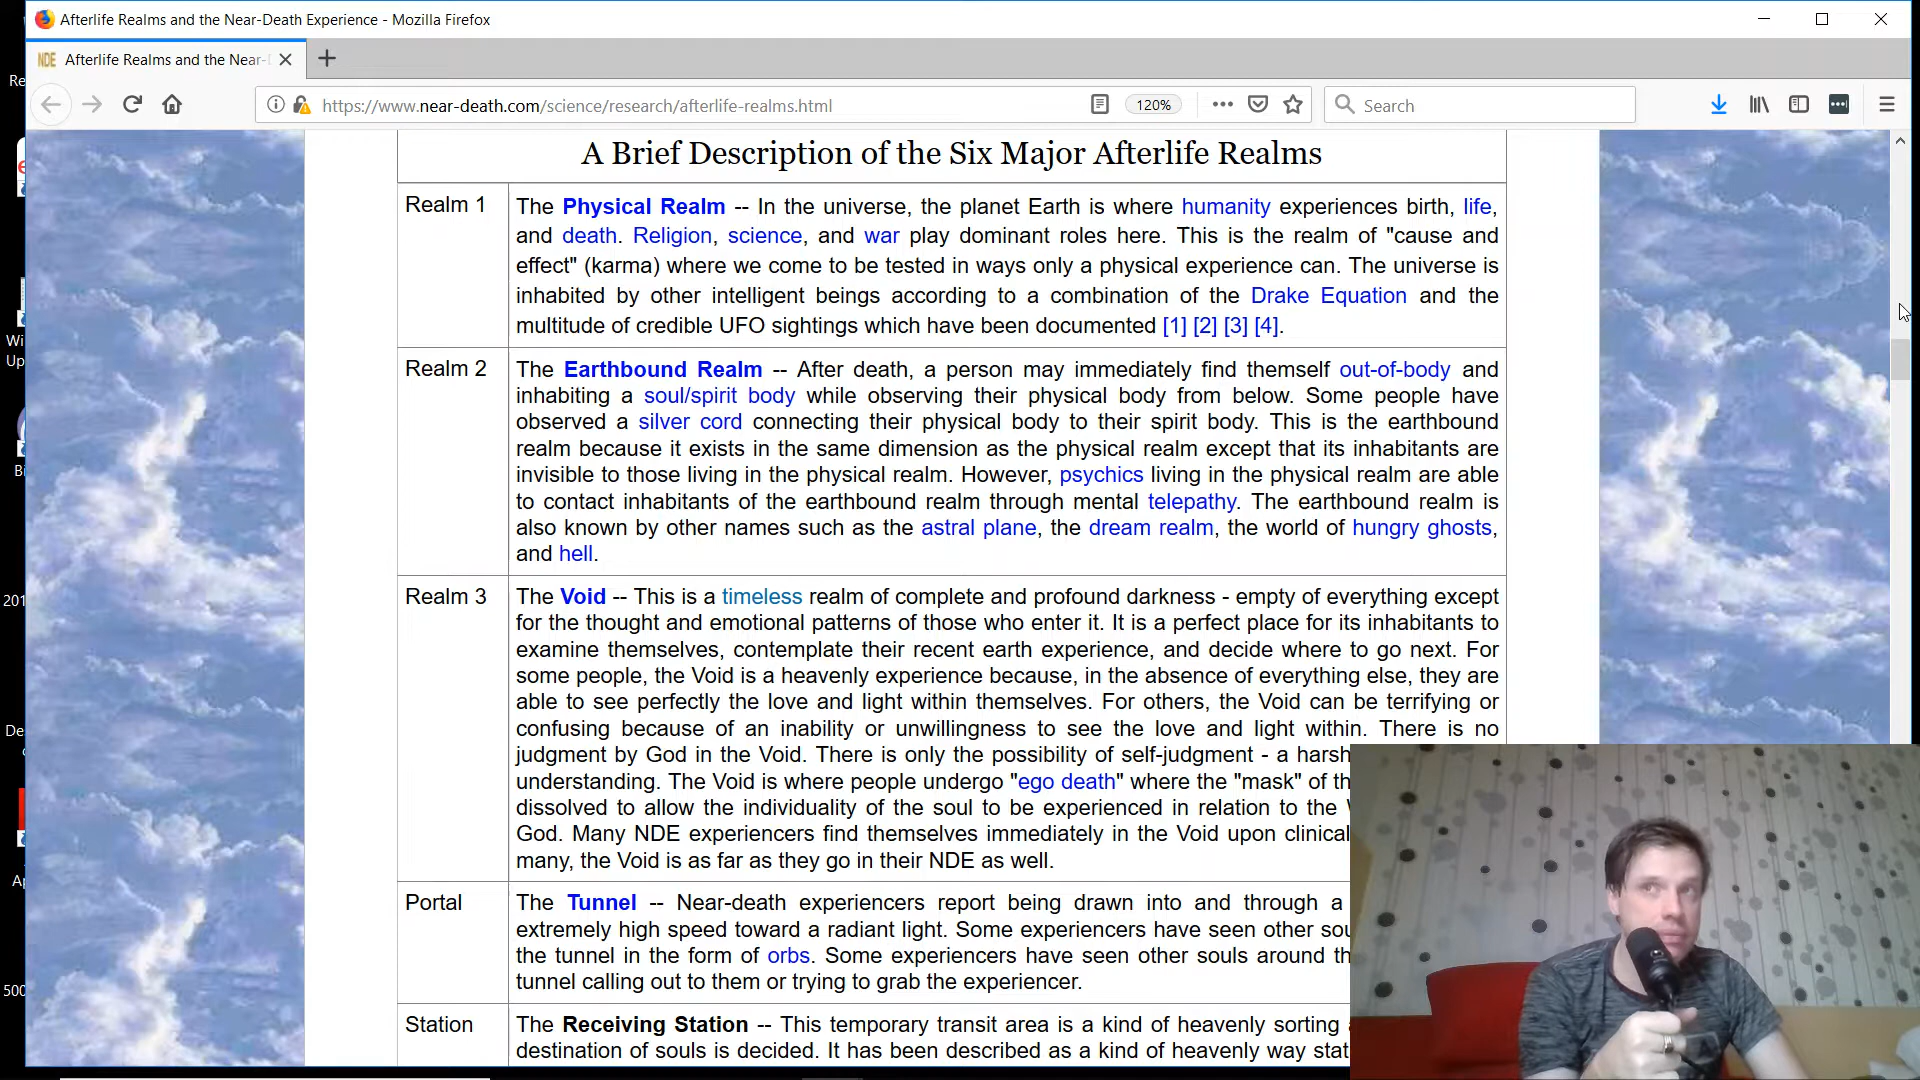 Afterlife Realms and the Near-Death Experience - Mozilla Firefox
NDE Afterlife Realms and the Near-
https://www.near-death.com/science/research/afterlife-realms.html 120% Search
A Brief Description of the Six Major Afterlife Realms
Realm 1
The Physical Realm -- In the universe, the planet Earth is where humanity experiences birth, life,
and death. Religion, science, and war play dominant roles here. This is the realm of "cause and
effect" (karma) where we come to be tested in ways only a physical experience can. The universe is
inhabited by other intelligent beings according to a combination of the Drake Equation and the
multitude of credible UFO sightings which have been documented [1] [2] [3] [4].
Realm 2
The Earthbound Realm -- After death, a person may immediately find themself out-of-body and
inhabiting a soul/spirit body while observing their physical body from below. Some people have
observed a silver cord connecting their physical body to their spirit body. This is the earthbound
realm because it exists in the same dimension as the physical realm except that its inhabitants are
invisible to those living in the physical realm. However, psychics living in the physical realm are able
to contact inhabitants of the earthbound realm through mental telepathy. The earthbound realm is
also known by other names such as the astral plane, the dream realm, the world of hungry ghosts,
and hell.
Realm 3
The Void -- This is a timeless realm of complete and profound darkness - empty of everything except
for the thought and emotional patterns of those who enter it. It is a perfect place for its inhabitants to
examine themselves, contemplate their recent earth experience, and decide where to go next. For
some people, the Void is a heavenly experience because, in the absence of everything else, they are
able to see perfectly the love and light within themselves. For others, the Void can be terrifying or
confusing because of an inability or unwillingness to see the love and light within. There is no
judgment by God in the Void. There is only the possibility of self-judgment - a harsh
understanding. The Void is where people undergo "ego death" where the "mask" of th
dissolved to allow the individuality of the soul to be experienced in relation to the
God. Many NDE experiencers find themselves immediately in the Void upon clinical
many, the Void is as far as they go in their NDE as well.
Portal
The Tunnel -- Near-death experiencers report being drawn into and through a
extremely high speed toward a radiant light. Some experiencers have seen other sou
the tunnel in the form of orbs. Some experiencers have seen other souls around th
tunnel calling out to them or trying to grab the experiencer.
Station
The Receiving Station -- This temporary transit area is a kind of heavenly sorting
destination of souls is decided. It has been described as a kind of heavenly way stat
Re
Wi
Up
Bi
201
De
Ap
500